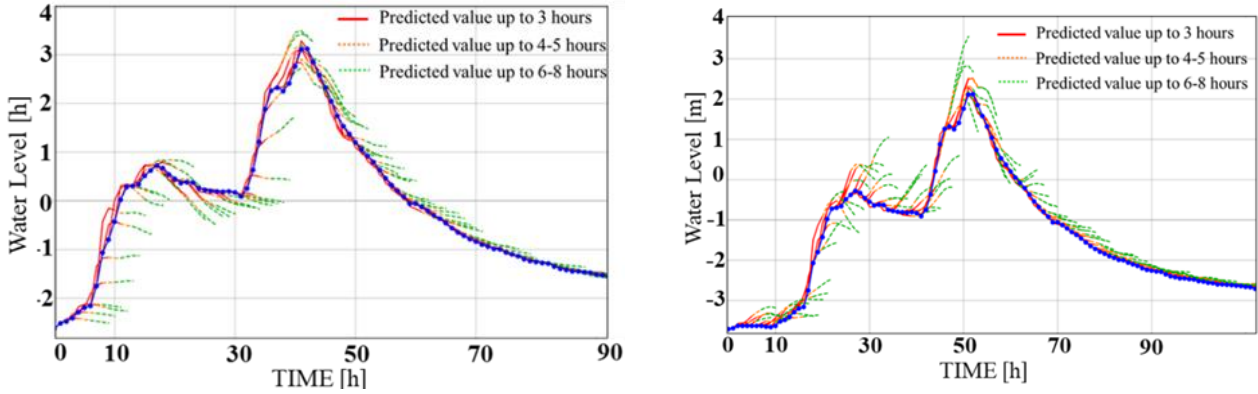 4
3
2
1
0
-1
-2
Water Level [h]
Predicted value up to 3 hours
Predicted value up to 4-5 hours
Predicted value up to 6-8 hours
0 10 30 50 70 90
TIME [h]
4
3
2
1
0
-1
-2
-3
Water Level [m]
Predicted value up to 3 hours
Predicted value up to 4-5 hours
Predicted value up to 6-8 hours
0 10 30 50 70 90
TIME [h]